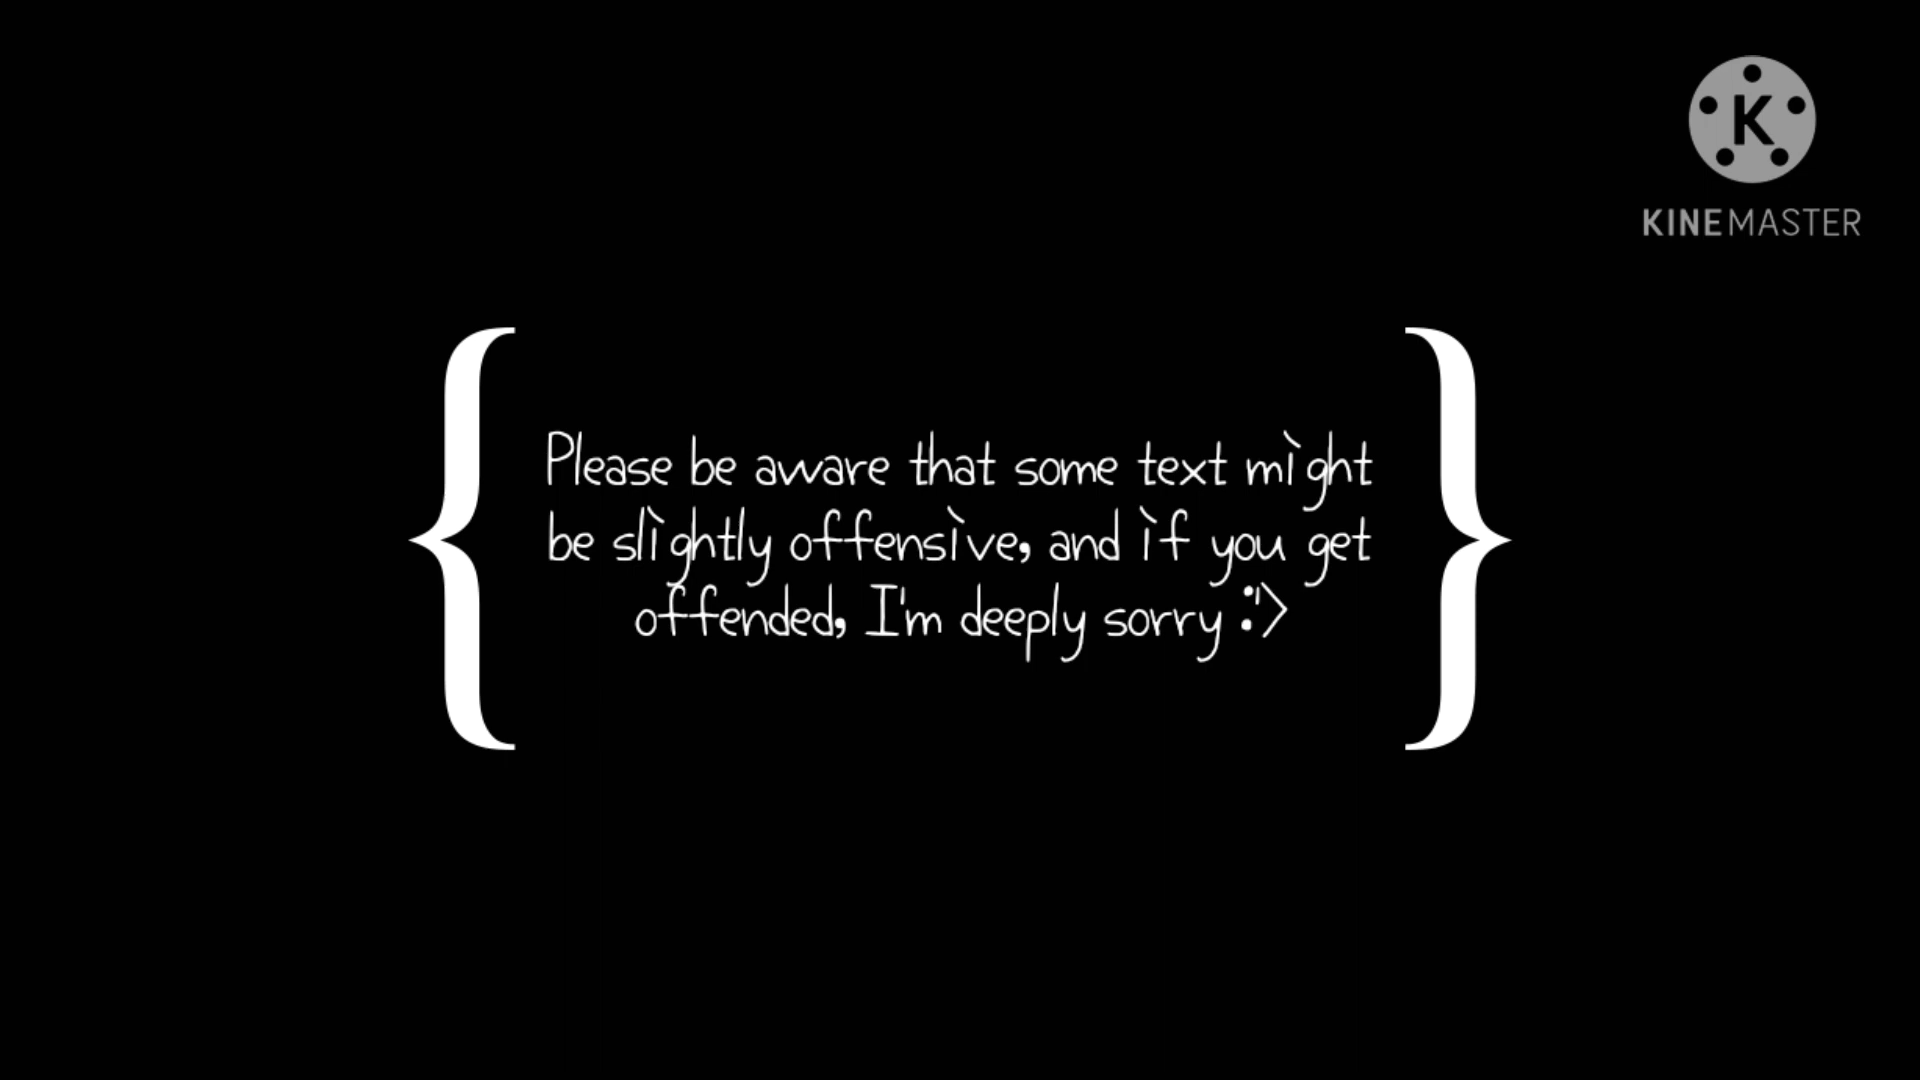 K
KINEMASTER
{ Please be aware that some text might
be slightly offensive, and if you get
offended, I'm deeply sorry :'> }